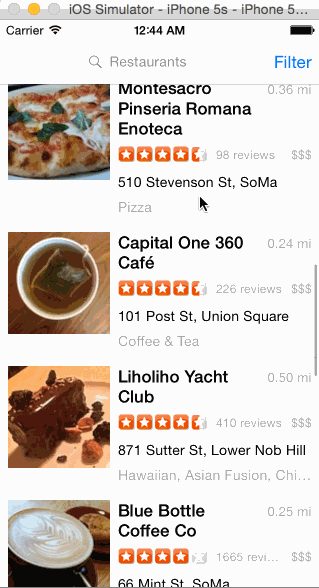 iOS Simulator - iPhone 5s - iPhone 5...
Carrier 12:44 AM
Restaurants Filter
Montesacro 0.36 mi
Pinseria Romana
Enoteca
98 reviews $$$
510 Stevenson St, SoMa
Pizza
Capital One 360 0.24 mi
Café
226 reviews $$$
101 Post St, Union Square
Coffee & Tea
Liholiho Yacht 0.50 mi
Club
410 reviews $$$
871 Sutter St, Lower Nob Hill
Hawaiian, Asian Fusion, Chi...
Blue Bottle 0.25 mi
Coffee Co
1665 revi... $$$
66 Mint St, SoMa